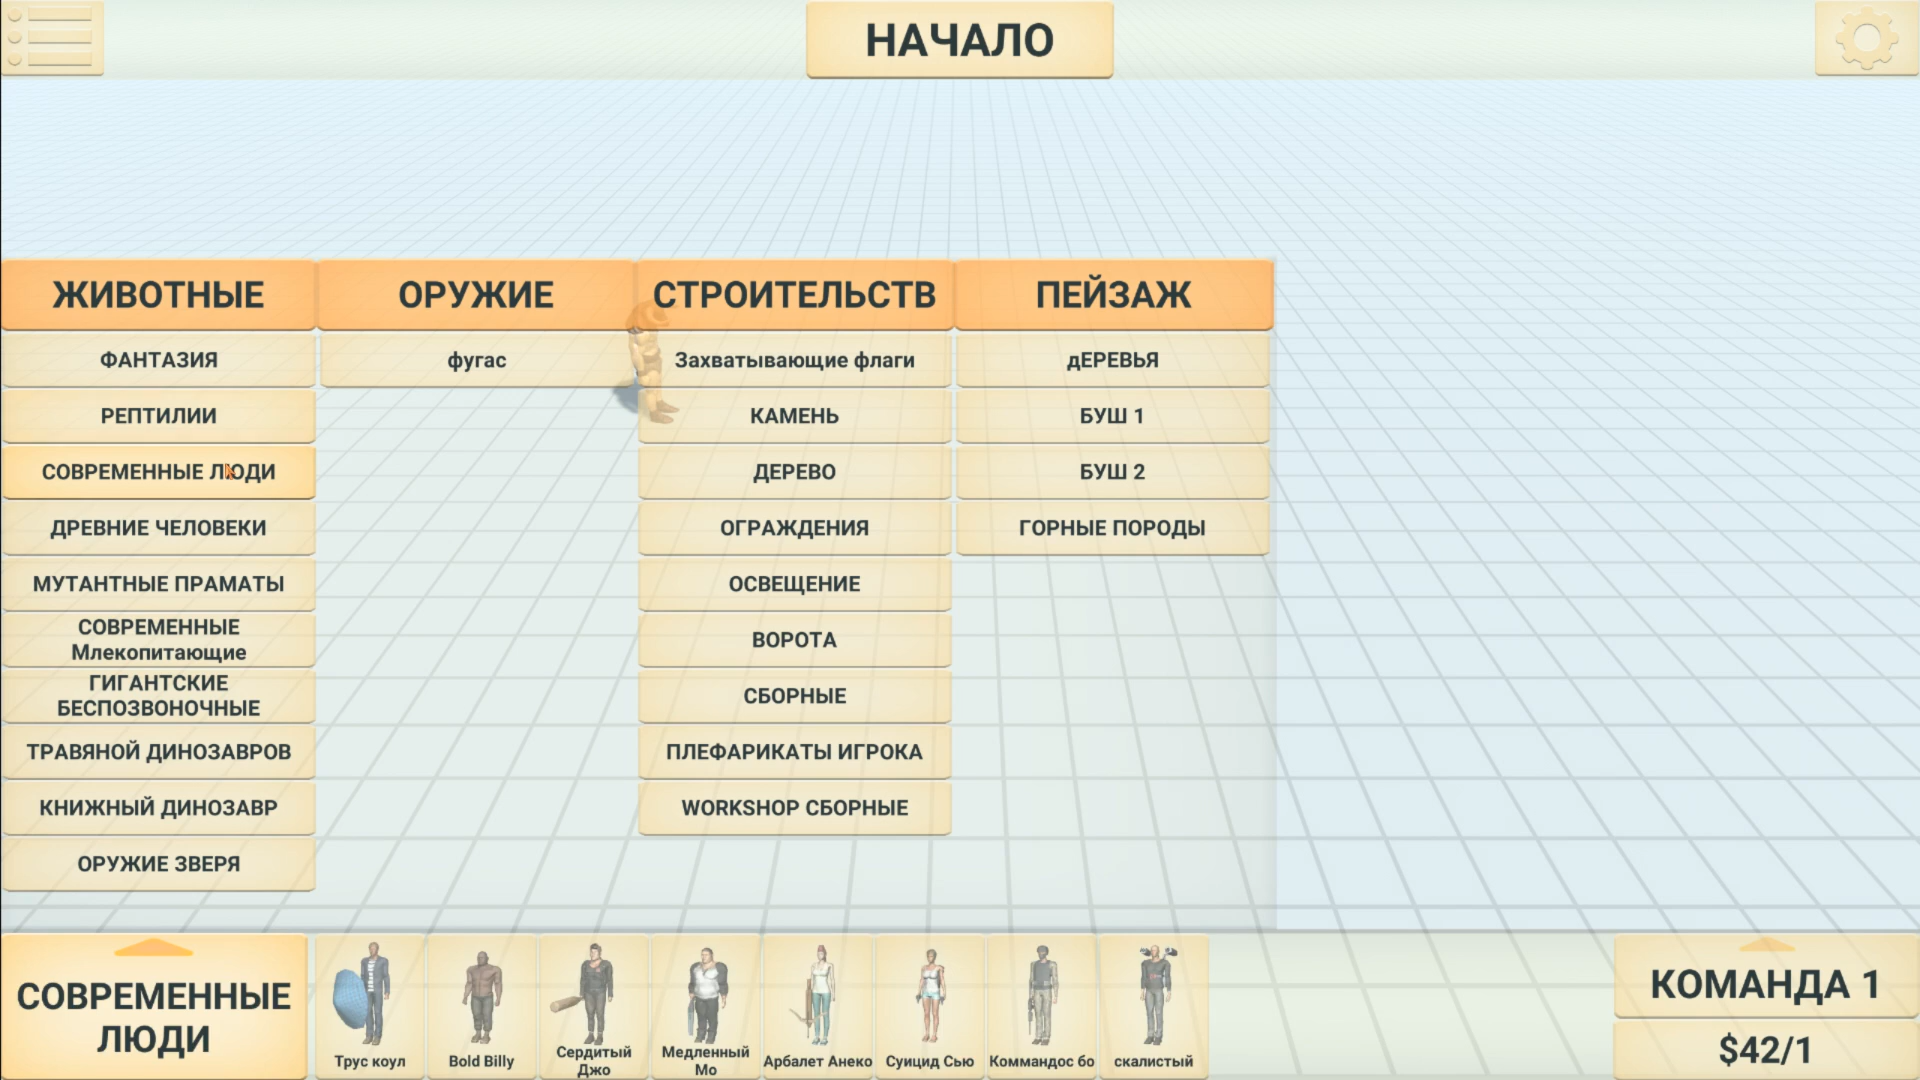 НАЧАЛО
ЖИВОТНЫЕ
ОРУЖИЕ
СТРОИТЕЛЬСТВ
ПЕЙЗАЖ
ФАНТАЗИЯ
фугас
Захватывающие флаги
дЕРЕВЬЯ
РЕПТИЛИИ
КАМЕНЬ
БУШ 1
СОВРЕМЕННЫЕ ЛЮДИ
ДЕРЕВО
БУШ 2
ДРЕВНИЕ ЧЕЛОВЕКИ
ОГРАЖДЕНИЯ
ГОРНЫЕ ПОРОДЫ
МУТАНТНЫЕ ПРАМАТЫ
ОСВЕЩЕНИЕ
СОВРЕМЕННЫЕ
Млекопитающие
ВОРОТА
ГИГАНТСКИЕ
БЕСПОЗВОНОЧНЫЕ
СБОРНЫЕ
ТРАВЯНОЙ ДИНОЗАВРОВ
ПЛЕФАРИКАТЫ ИГРОКА
КНИЖНЫЙ ДИНОЗАВР
WORKSHOP СБОРНЫЕ
ОРУЖИЕ ЗВЕРЯ
СОВРЕМЕННЫЕ
ЛЮДИ
Трус коул
Bold Billy
Сердитый
Джо
Медленный
Мо
Арбалет Анеко
Суицид Сью
Коммандос бо
скалистый
КОМАНДА 1
$42/1